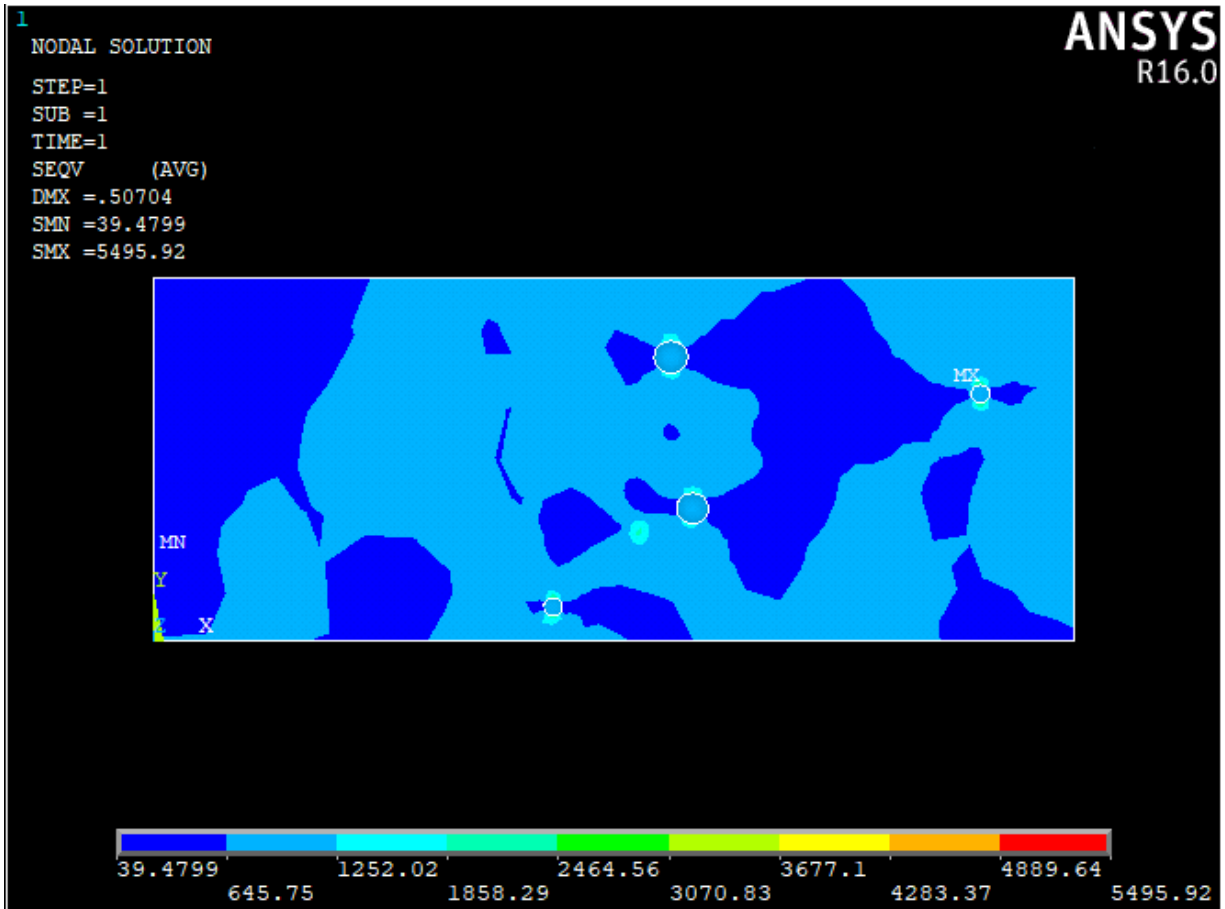 1
NODAL SOLUTION
STEP=1
SUB =1
TIME=1
SEQV (AVG)
DMX =.50704
SMN =39.4799
SMX =5495.92
ANSYS
R16.0
MX
MN
Y
Z X
39.4799 1252.02 2464.56 3677.1 4889.64
645.75 1858.29 3070.83 4283.37 5495.92